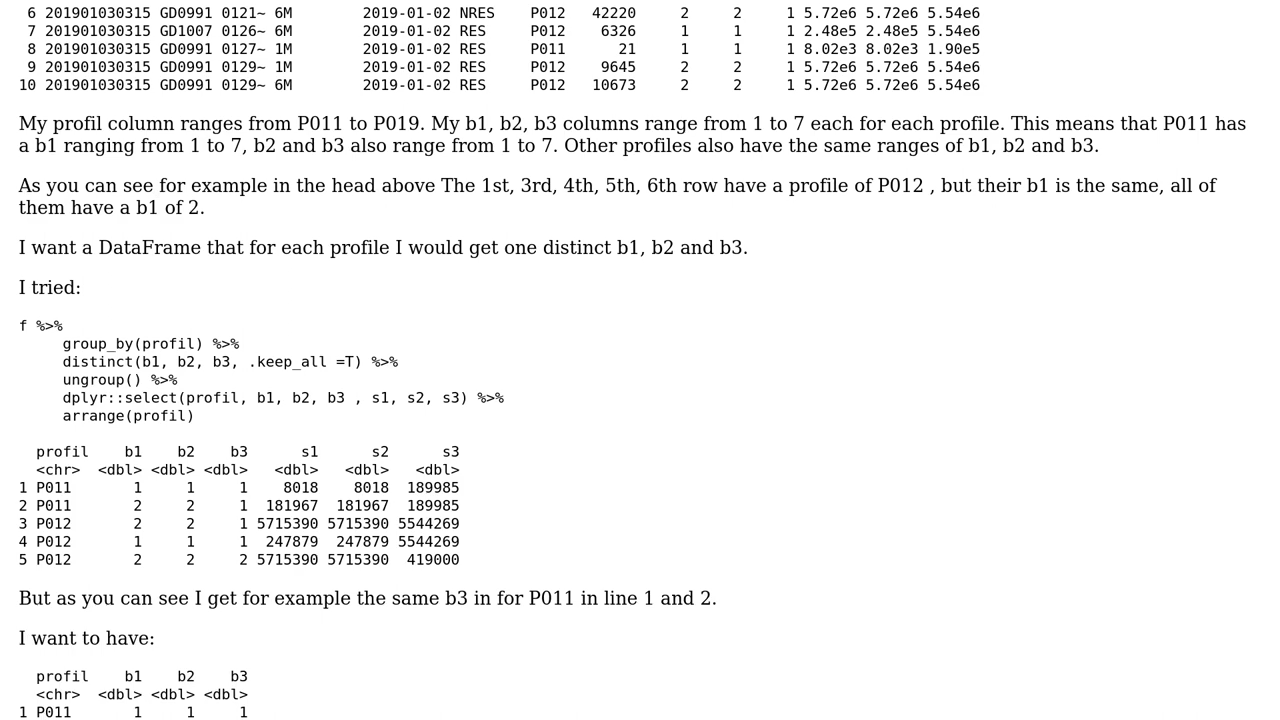 6 201901030315 GD0991 0121~ 6M        2019-01-02 NRES    P012   42220     2     2     1 5.72e6 5.72e6 5.54e6
7 201901030315 GD1007 0126~ 6M        2019-01-02 RES     P012    6326     1     1     1 2.48e5 2.48e5 5.54e6
8 201901030315 GD0991 0127~ 1M        2019-01-02 RES     P011      21     1     1     1 8.02e3 8.02e3 1.90e5
9 201901030315 GD0991 0129~ 1M        2019-01-02 RES     P012    9645     2     2     1 5.72e6 5.72e6 5.54e6
10 201901030315 GD0991 0129~ 6M        2019-01-02 RES     P012   10673     2     2     1 5.72e6 5.72e6 5.54e6
My profil column ranges from P011 to P019. My b1, b2, b3 columns range from 1 to 7 each for each profile. This means that P011 has
a b1 ranging from 1 to 7, b2 and b3 also range from 1 to 7. Other profiles also have the same ranges of b1, b2 and b3.
As you can see for example in the head above The 1st, 3rd, 4th, 5th, 6th row have a profile of P012 , but their b1 is the same, all of
them have a b1 of 2.
I want a DataFrame that for each profile I would get one distinct b1, b2 and b3.
I tried:
f %>%
     group_by(profil) %>%
     distinct(b1, b2, b3, .keep_all =T) %>%
     ungroup() %>%
     dplyr::select(profil, b1, b2, b3 , s1, s2, s3) %>%
     arrange(profil)
  profil    b1    b2    b3      s1      s2      s3
  <chr>  <dbl> <dbl> <dbl>   <dbl>   <dbl>   <dbl>
1 P011       1     1     1    8018    8018  189985
2 P011       2     2     1  181967  181967  189985
3 P012       2     2     1 5715390 5715390 5544269
4 P012       1     1     1  247879  247879 5544269
5 P012       2     2     2 5715390 5715390  419000
But as you can see I get for example the same b3 in for P011 in line 1 and 2.
I want to have:
  profil    b1    b2    b3
  <chr>  <dbl> <dbl> <dbl>
1 P011       1     1     1